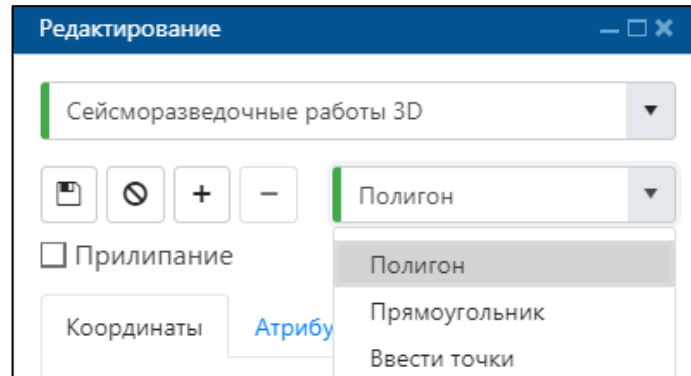 Редактирование
Сейсморазведочные работы 3D
Полигон
Прилипание
Полигон
Прямоугольник
Координаты
Ввести точки